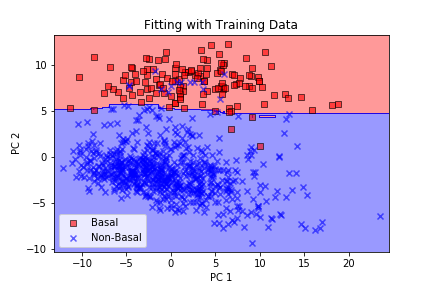 Fitting with Training Data
PC 2
10
5
0
−5
−10
Basal
Non-Basal
−10 −5 0 5 10 15 20
PC 1